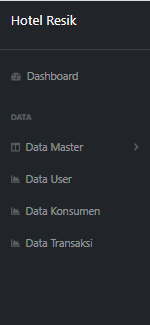 Hotel Resik
Dashboard
DATA
Data Master
Data User
Data Konsumen
Data Transaksi